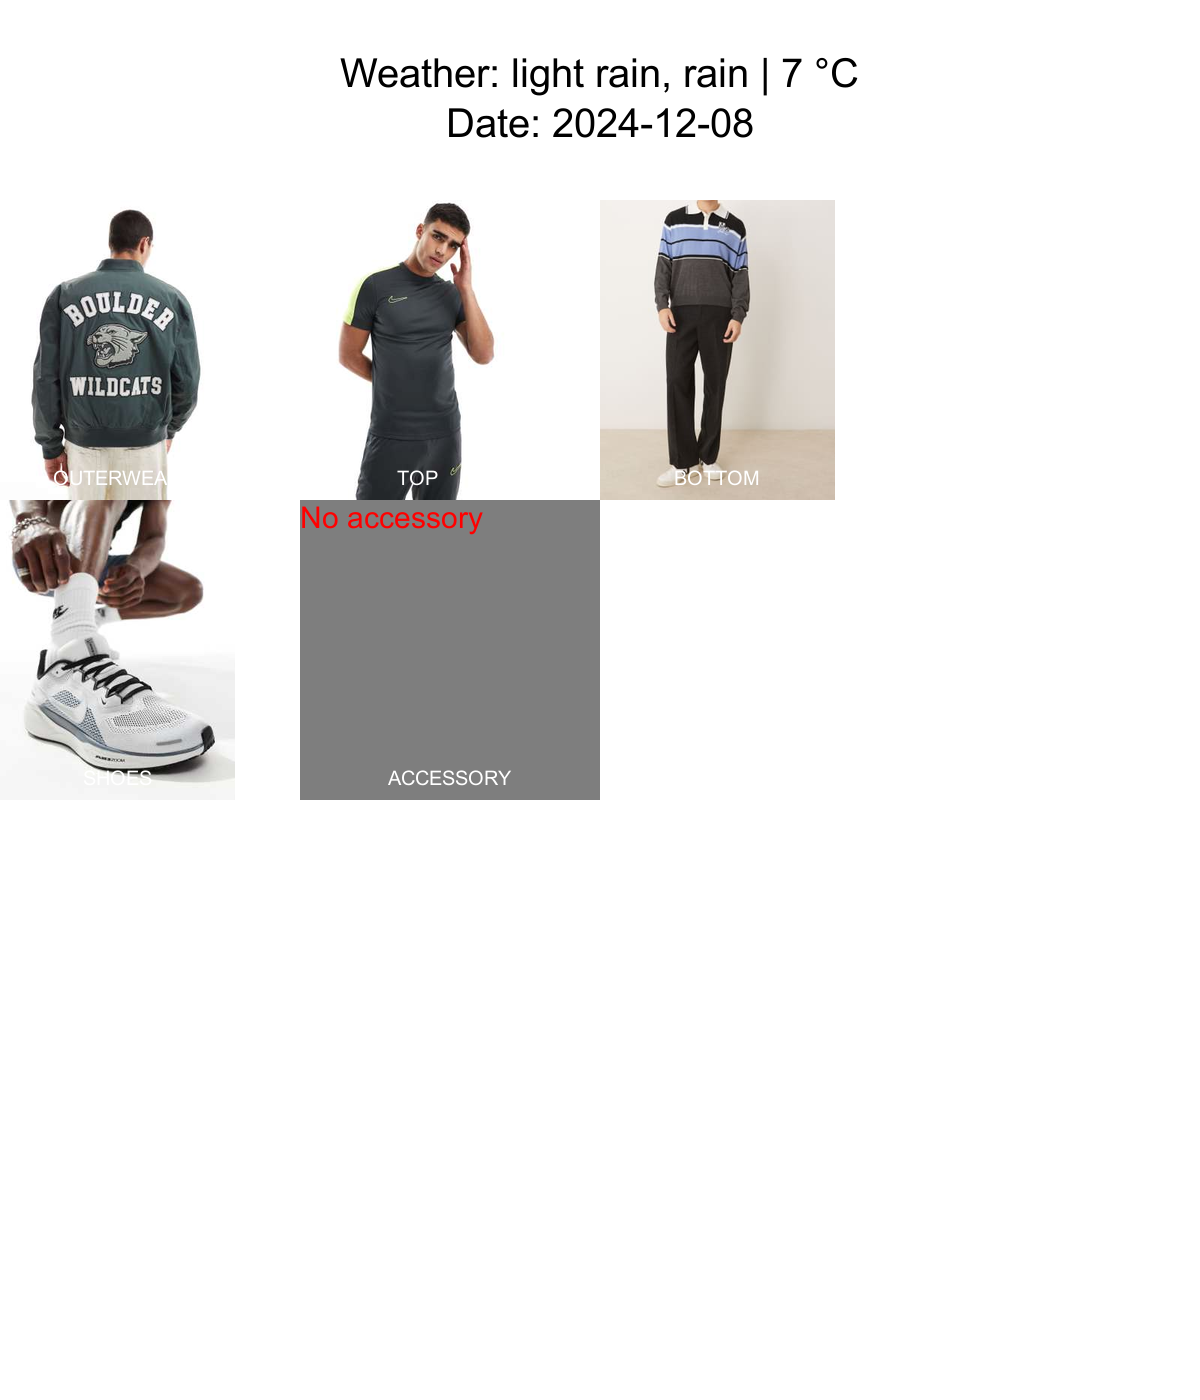 Weather: light rain, rain | 7 °C
Date: 2024-12-08
BOULDER
WILDCATS
OUTERWEA
TOP
BOTTOM
No accessory
SHOES
ACCESSORY